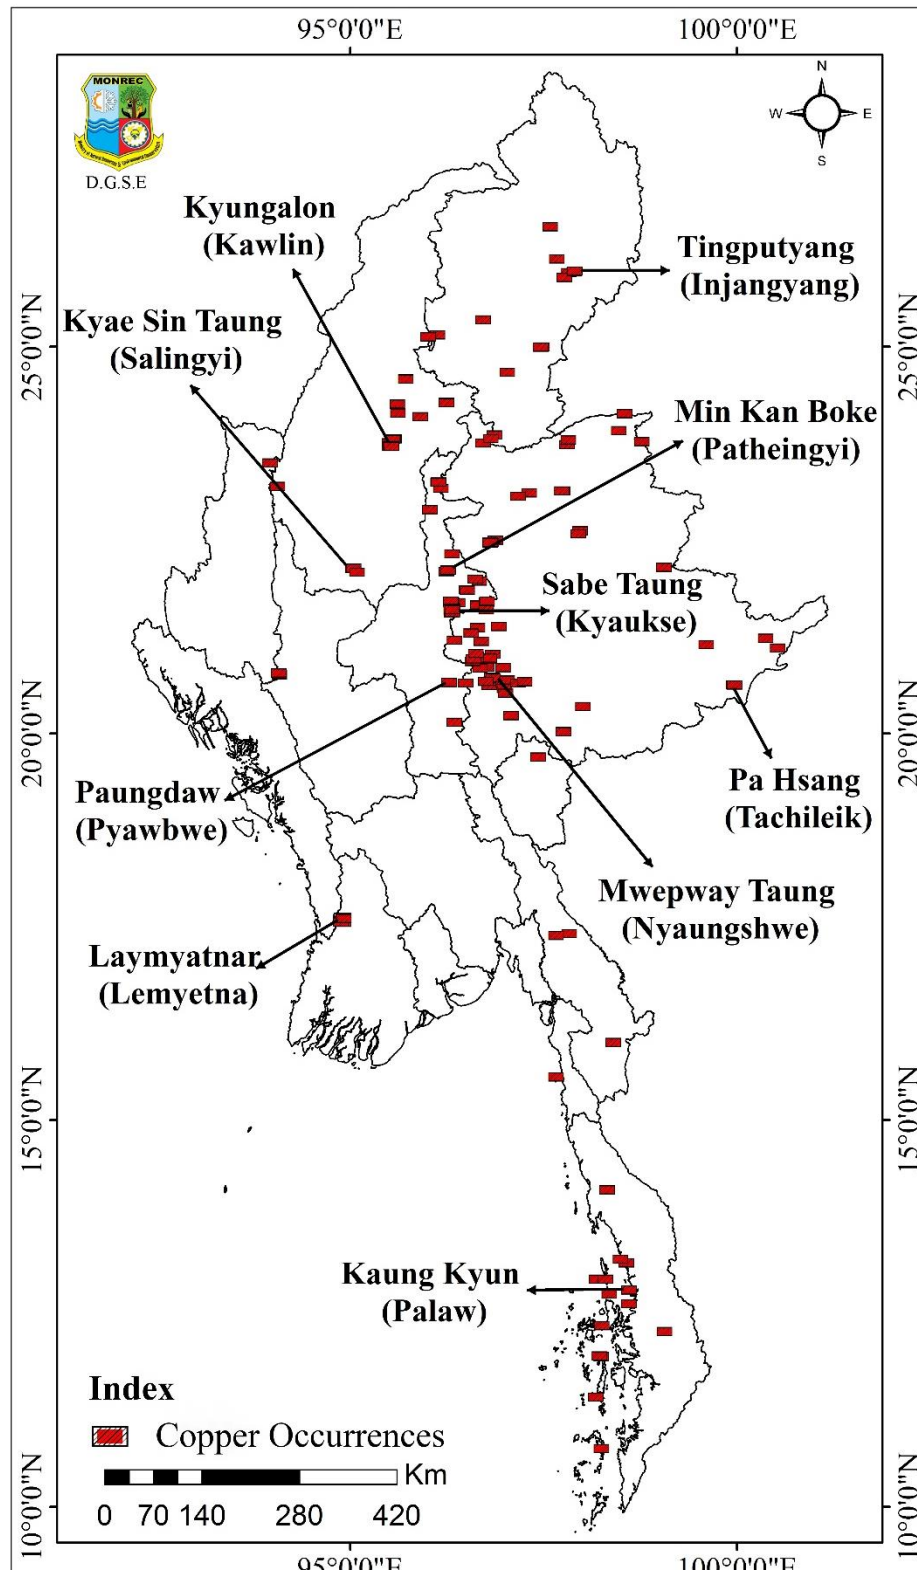 95°0'0"E 100°0'0"E
MONREC
D.G.S.E
N
W E
S
Kyungalon
(Kawlin)
Tingputyang
(Injangyang)
Kyae Sin Taung
(Salingyi)
25°0'0"N 25°0'0"N
Min Kan Boke
(Patheingyi)
Sabe Taung
(Kyaukse)
20°0'0"N 20°0'0"N
Paungdaw
(Pyawbwe)
Pa Hsang
(Tachileik)
Mwepway Taung
(Nyaungshwe)
Laymyatnar
(Lemyetna)
15°0'0"N 15°0'0"N
Kaung Kyun
(Palaw)
Index
Copper Occurrences
Km
0 70 140 280 420
10°0'0"N 10°0'0"N
95°0'0"E 100°0'0"E